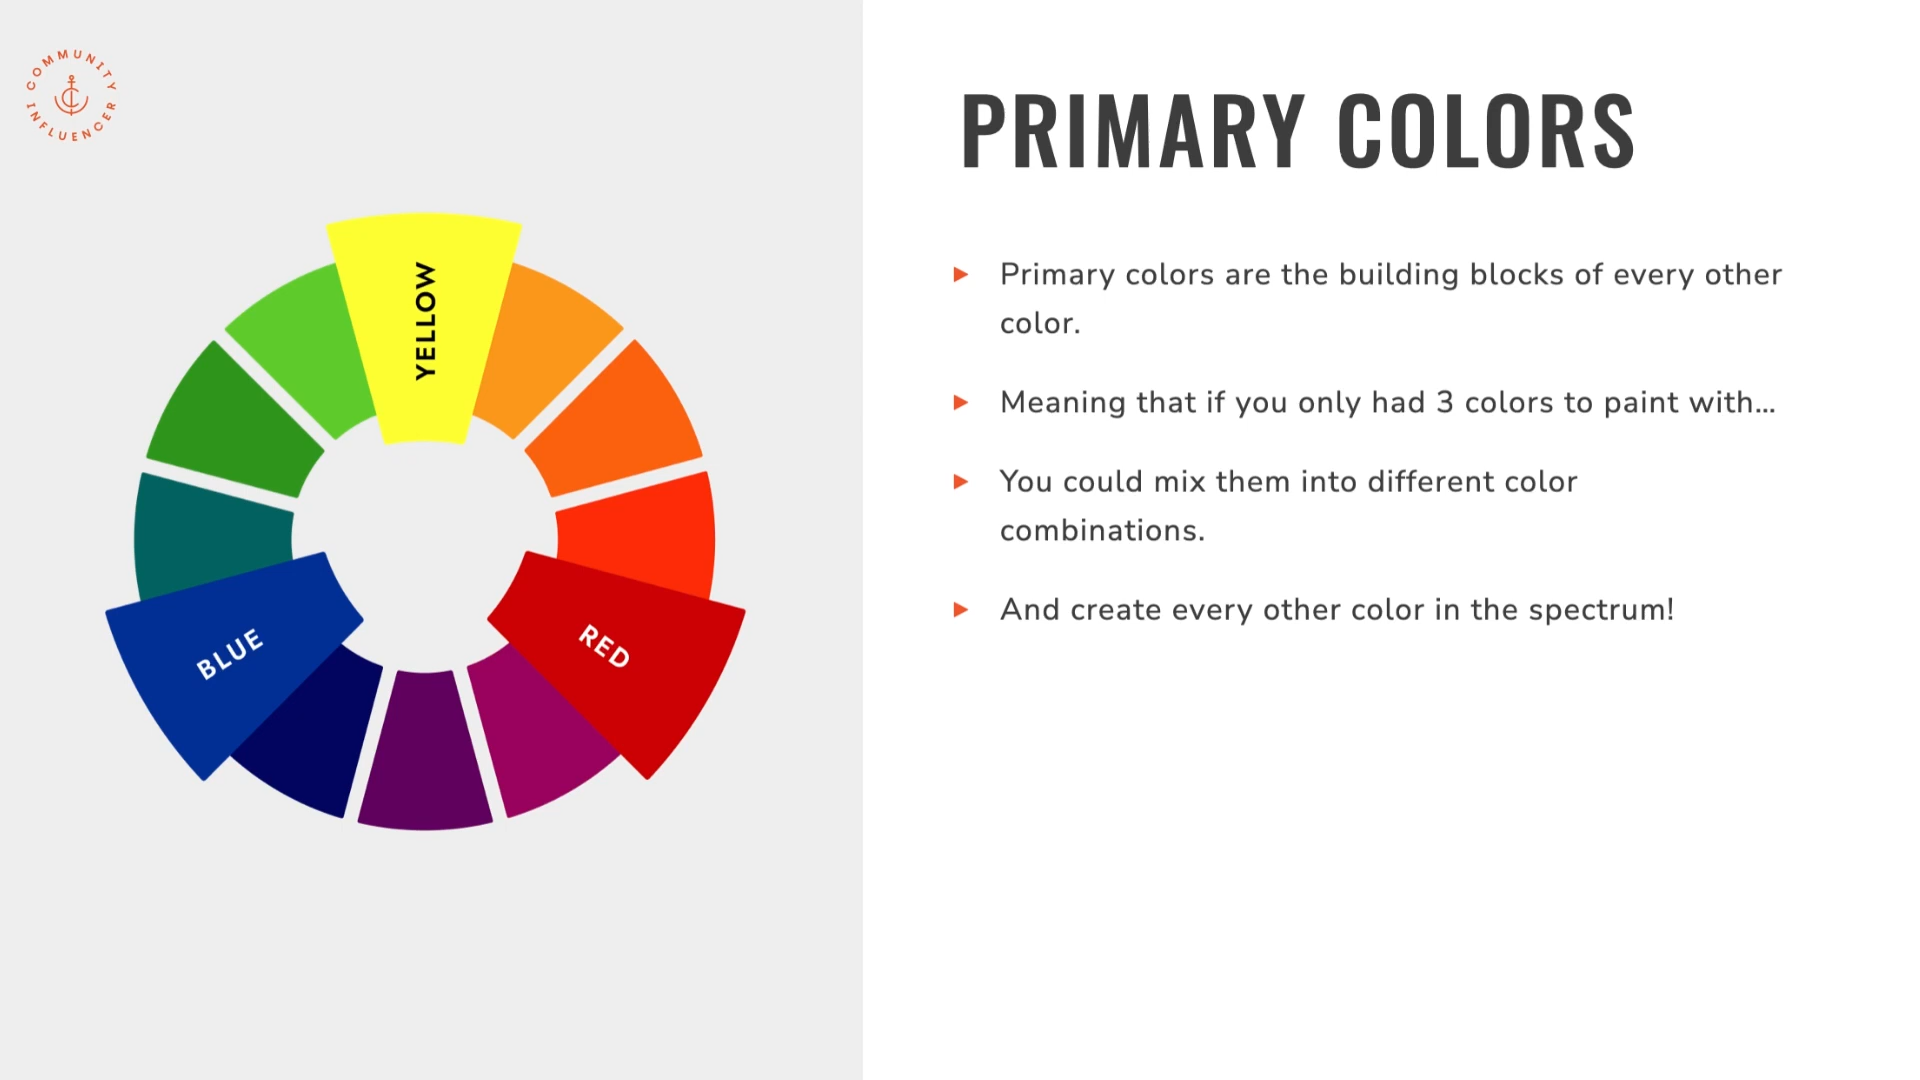 COMMUNITY
INFLUENCER
PRIMARY COLORS
YELLOW
BLUE
RED
▸ Primary colors are the building blocks of every other
color.
▸ Meaning that if you only had 3 colors to paint with...
▸ You could mix them into different color
combinations.
▸ And create every other color in the spectrum!